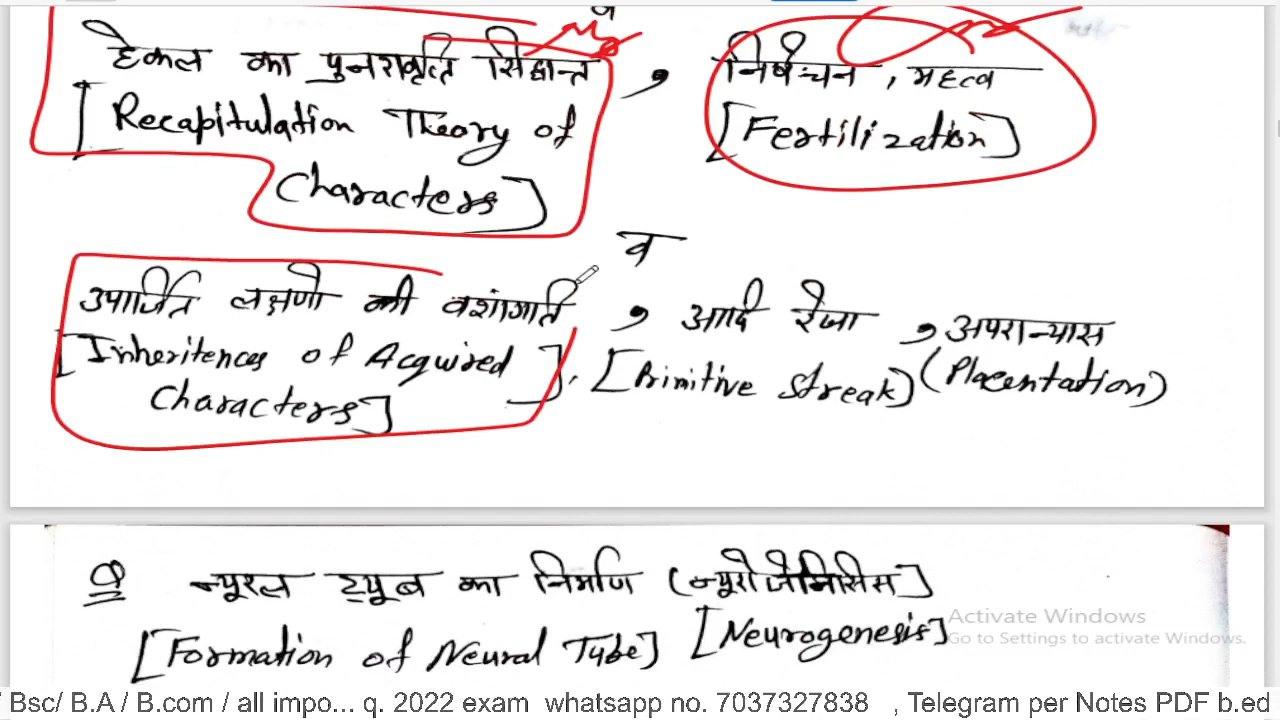 हेकल का पुनरावृत्ति सिद्धान्त , निषेचन , महत्व
[Recapitulation Theory of Characters] [Fertilization]
व
उपार्जित लक्षणो की वशांगति , आदि रेखा , अपरान्यास
[Inheritences of Acquired Characters] , [Primitive Streak] (Placentation)
Q न्यूरल ट्यूब का निर्माण (न्यूरोजेनिसिस]
[Formation of Neural Tube] [Neurogenesis]
Activate Windows
Go to Settings to activate Windows.
Bsc/ B.A / B.com / all impo... q. 2022 exam whatsapp no. 7037327838 , Telegram per Notes PDF b.ed